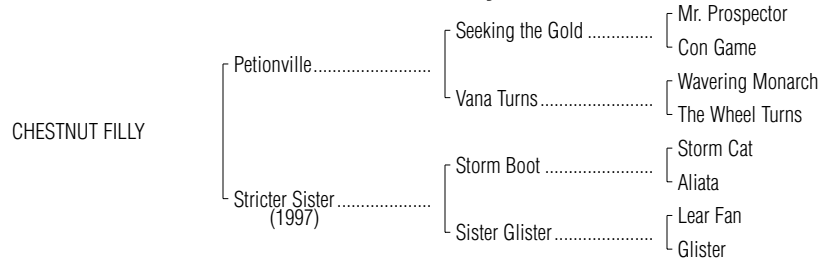 Mr. Prospector
Seeking the Gold ..............
Con Game
Petionville........................
Wavering Monarch
Vana Turns.......................
The Wheel Turns
CHESTNUT FILLY
Storm Cat
Storm Boot .......................
Aliata
Stricter Sister....................
(1997)
Lear Fan
Sister Glister.....................
Glister